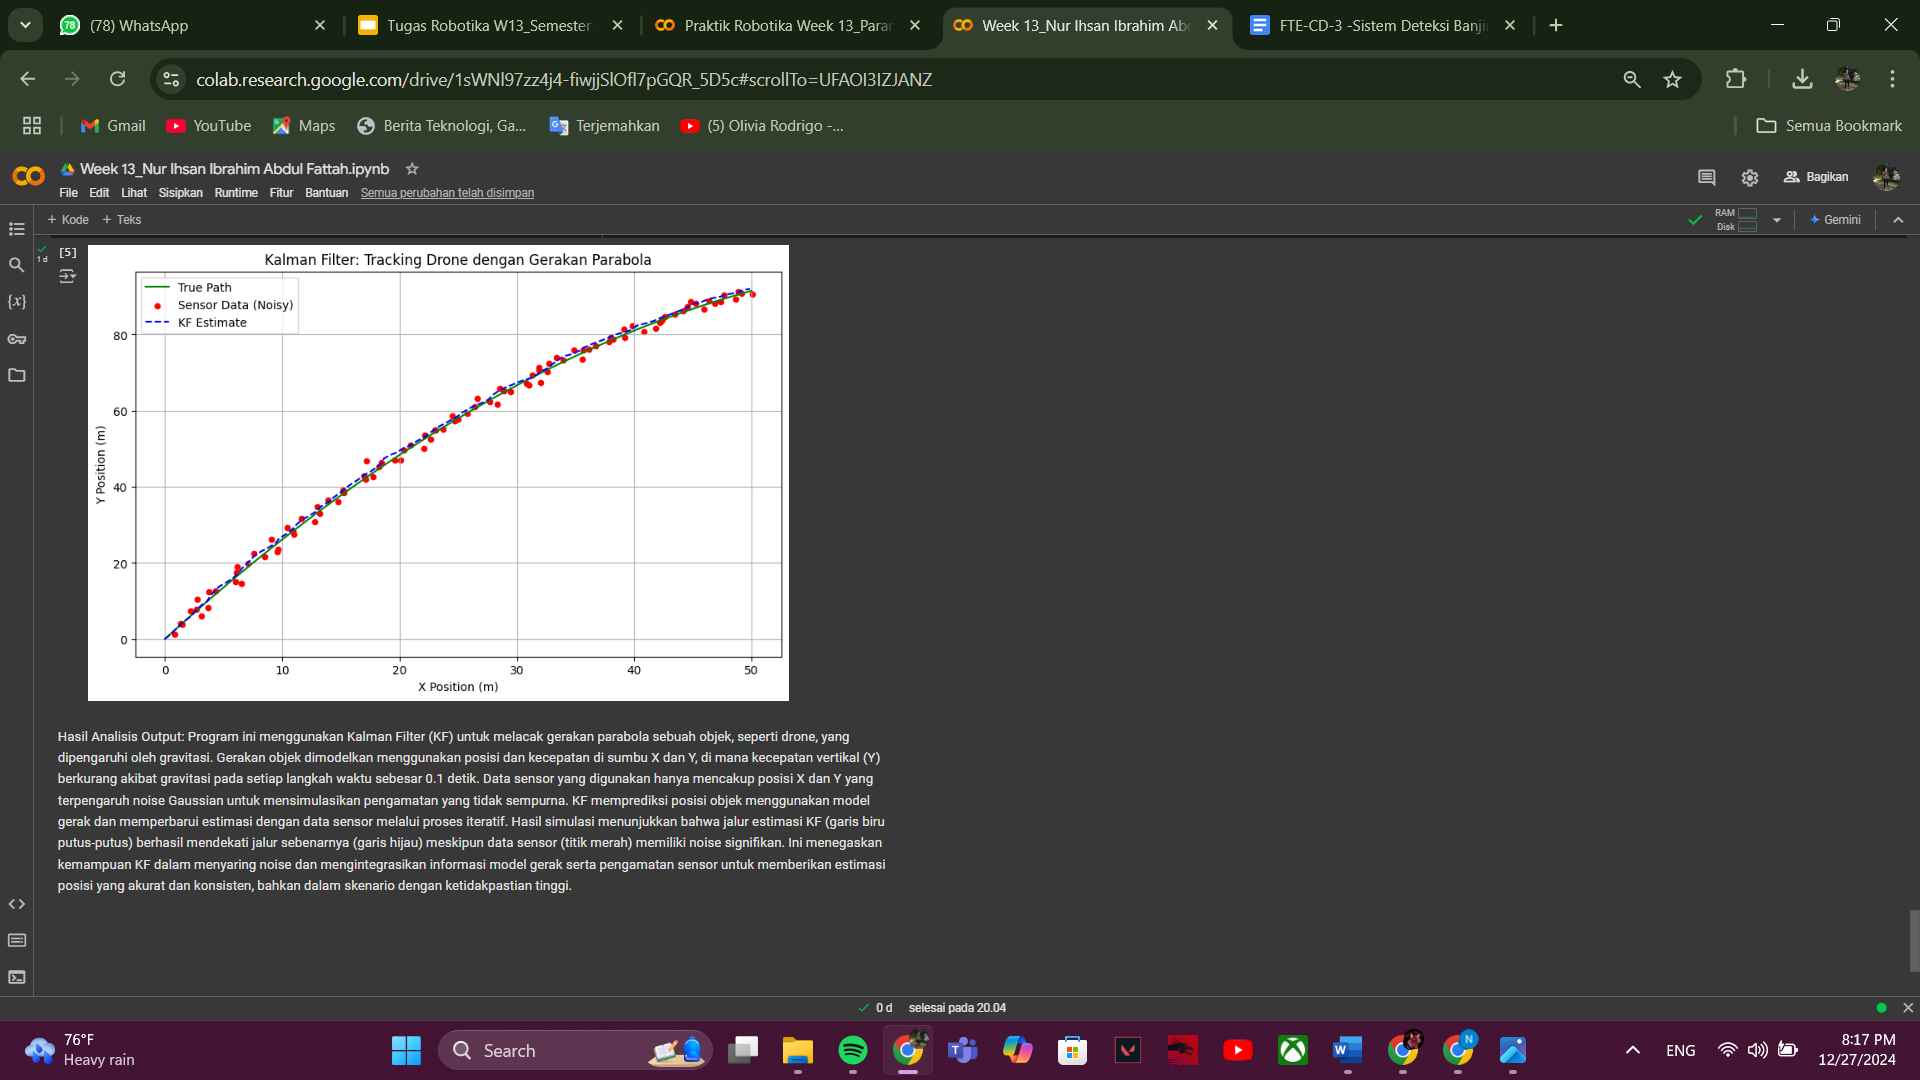 (78) WhatsApp
Tugas Robotika W13_Semester
Praktik Robotika Week 13_Para
Week 13_Nur Ihsan Ibrahim Ab
FTE-CD-3 -Sistem Deteksi Banji
colab.research.google.com/drive/1sWNl97zz4j4-fiwjjSlOfl7pGQR_5D5c#scrollTo=UFAOI3IZJANZ
Gmail
YouTube
Maps
Berita Teknologi, Ga...
Terjemahkan
(5) Olivia Rodrigo -...
Semua Bookmark
Week 13_Nur Ihsan Ibrahim Abdul Fattah.ipynb
File Edit Lihat Sisipkan Runtime Fitur Bantuan Semua perubahan telah disimpan
Bagikan
+ Kode + Teks
RAM
Disk
Gemini
1 d
[5]
Kalman Filter: Tracking Drone dengan Gerakan Parabola
True Path
Sensor Data (Noisy)
KF Estimate
80
60
40
20
0
Y Position (m)
0 10 20 30 40 50
X Position (m)
Hasil Analisis Output: Program ini menggunakan Kalman Filter (KF) untuk melacak gerakan parabola sebuah objek, seperti drone, yang
dipengaruhi oleh gravitasi. Gerakan objek dimodelkan menggunakan posisi dan kecepatan di sumbu X dan Y, di mana kecepatan vertikal (Y)
berkurang akibat gravitasi pada setiap langkah waktu sebesar 0.1 detik. Data sensor yang digunakan hanya mencakup posisi X dan Y yang
terpengaruh noise Gaussian untuk mensimulasikan pengamatan yang tidak sempurna. KF memprediksi posisi objek menggunakan model
gerak dan memperbarui estimasi dengan data sensor melalui proses iteratif. Hasil simulasi menunjukkan bahwa jalur estimasi KF (garis biru
putus-putus) berhasil mendekati jalur sebenarnya (garis hijau) meskipun data sensor (titik merah) memiliki noise signifikan. Ini menegaskan
kemampuan KF dalam menyaring noise dan mengintegrasikan informasi model gerak serta pengamatan sensor untuk memberikan estimasi
posisi yang akurat dan konsisten, bahkan dalam skenario dengan ketidakpastian tinggi.
0 d selesai pada 20.04
76°F
Heavy rain
Search
ENG
8:17 PM
12/27/2024